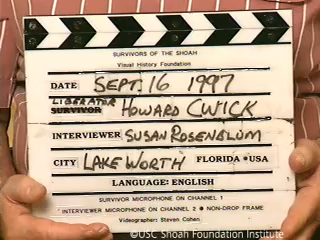 SURVIVORS OF THE SHOAH
Visual History Foundation
DATE SEPT. 16 1997
LIBERATOR
SURVIVOR HOWARD CWICK
INTERVIEWER SUSAN ROSENBLUM
CITY LAKE WORTH FLORIDA • USA
LANGUAGE: ENGLISH
SURVIVOR MICROPHONE ON CHANNEL 1
INTERVIEWER MICROPHONE ON CHANNEL 2 • NON-DROP FRAME
Videographer: Steven Cohen
©USC Shoah Foundation Institute